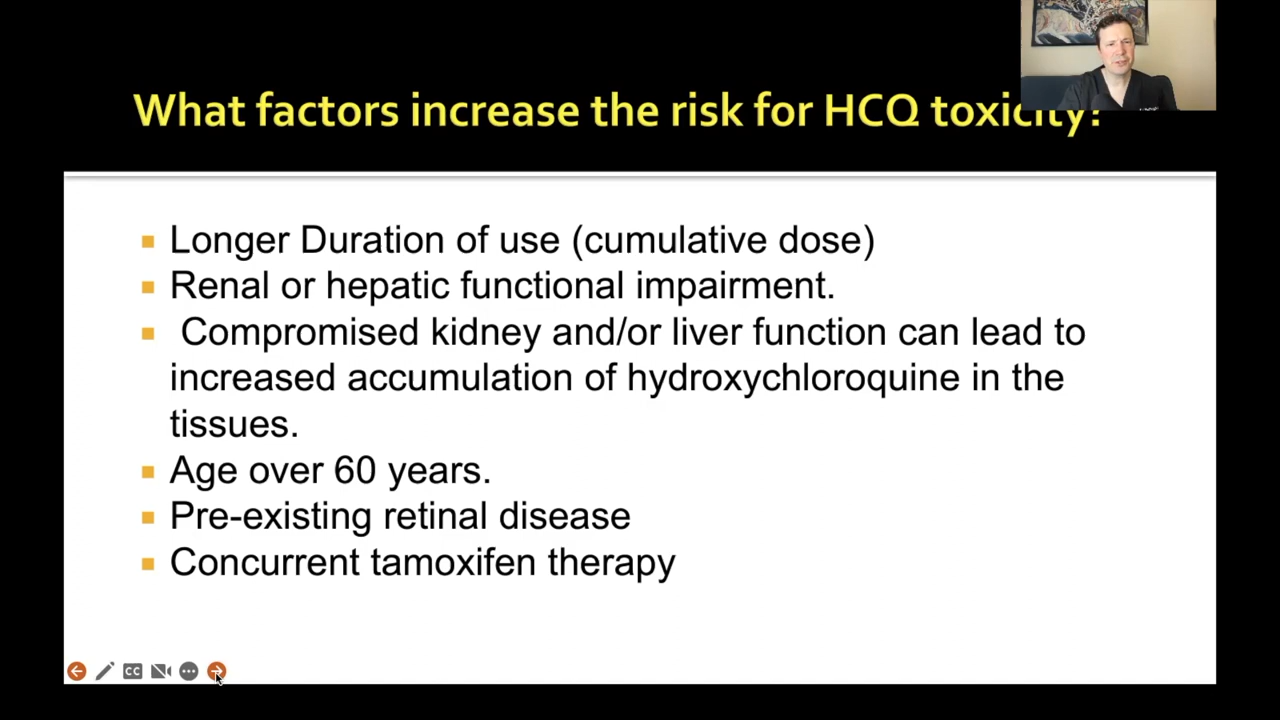 What factors increase the risk for HCQ toxicity?
Longer Duration of use (cumulative dose)
Renal or hepatic functional impairment.
Compromised kidney and/or liver function can lead to
increased accumulation of hydroxychloroquine in the
tissues.
Age over 60 years.
Pre-existing retinal disease
Concurrent tamoxifen therapy
CC